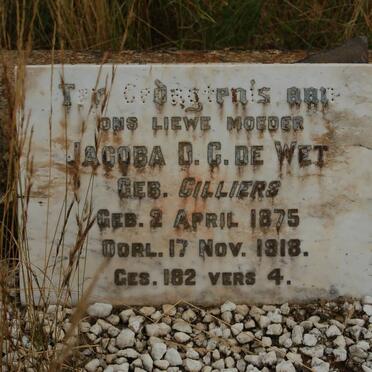 Ter Gedagtenis aan
ONS LIEWE MOEDER
JACOBA D. C. DE WET
GEB. CILLIERS
GEB. 2 APRIL 1875
OORL. 17 NOV. 1918.
GES. 182 VERS 4.